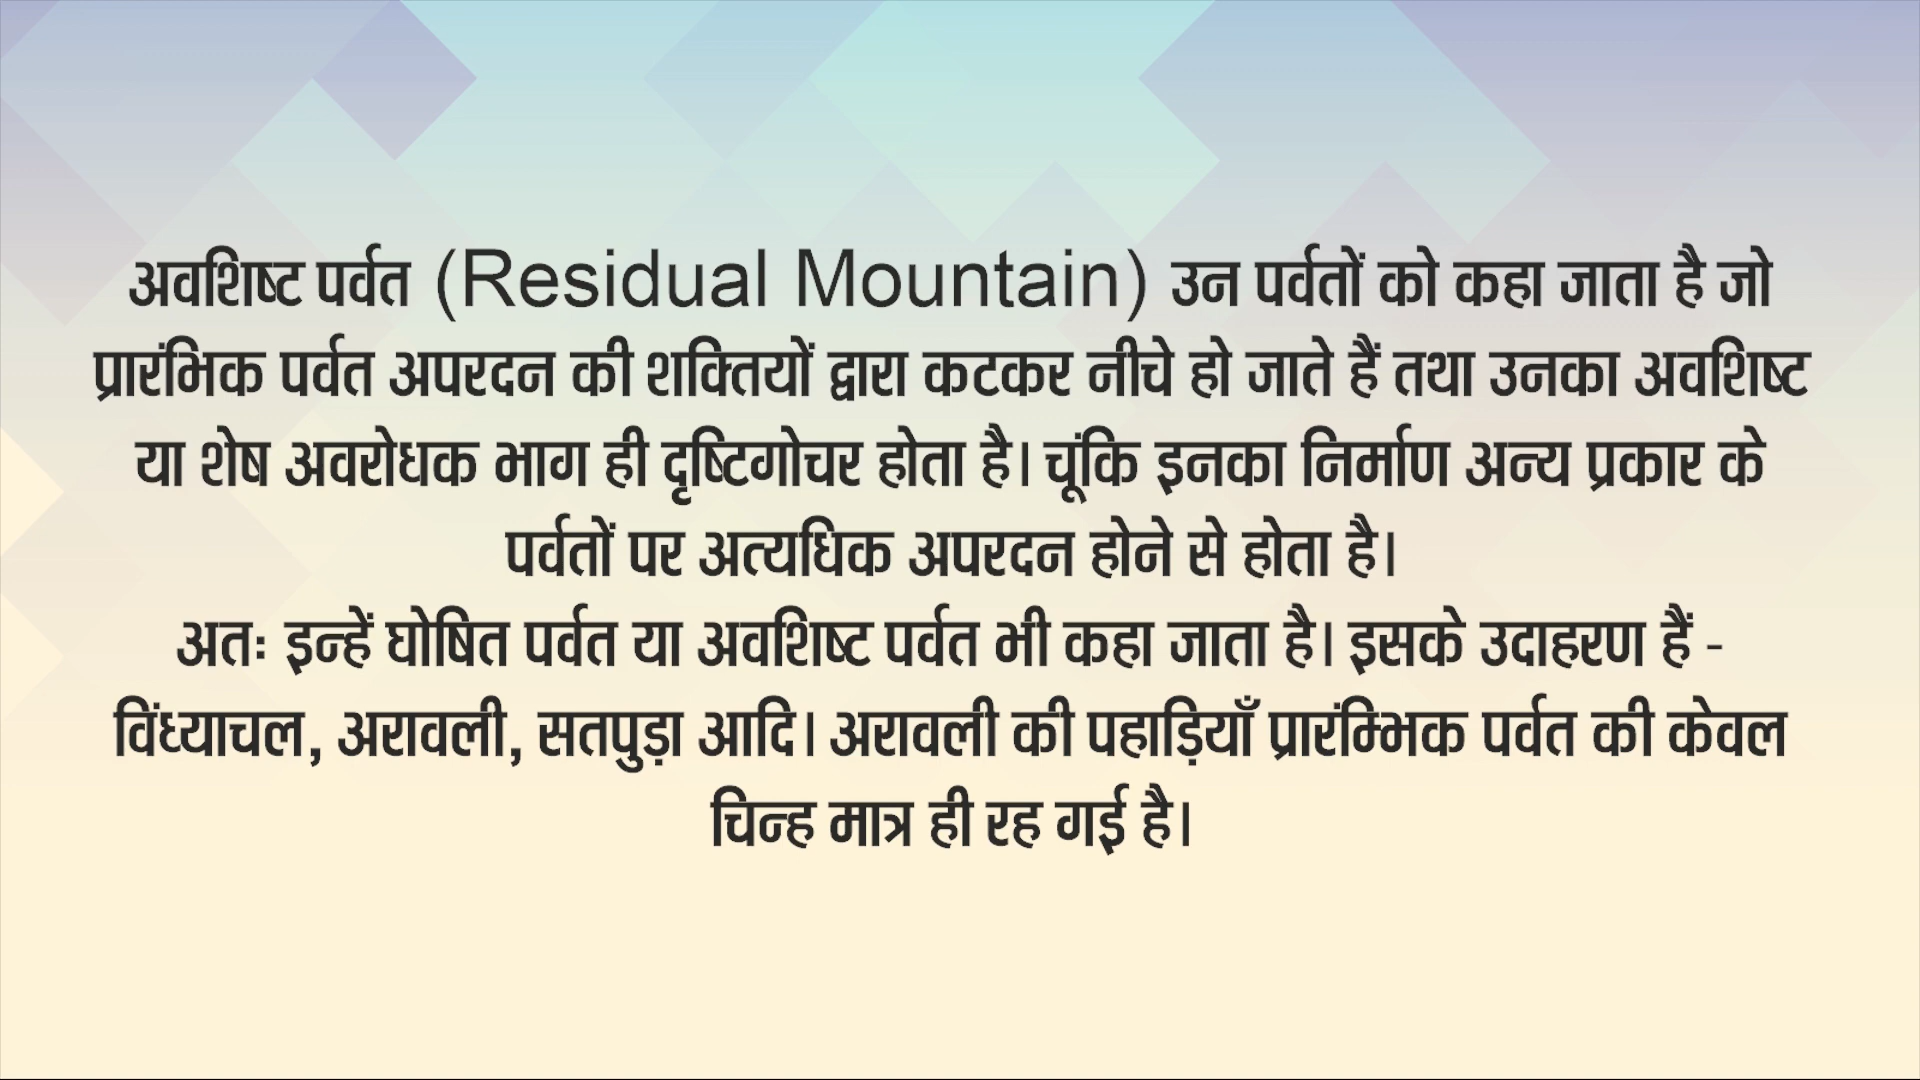 अवशिष्ट पर्वत (Residual Mountain) उन पर्वतों को कहा जाता है जो
प्रारंभिक पर्वत अपरदन की शक्तियों द्वारा कटकर नीचे हो जाते हैं तथा उनका अवशिष्ट
या शेष अवरोधक भाग ही दृष्टिगोचर होता है। चूंकि इनका निर्माण अन्य प्रकार के
पर्वतों पर अत्यधिक अपरदन होने से होता है।
अतः इन्हें घोषित पर्वत या अवशिष्ट पर्वत भी कहा जाता है। इसके उदाहरण हैं -
विंध्याचल, अरावली, सतपुड़ा आदि। अरावली की पहाड़ियाँ प्रारंम्भिक पर्वत की केवल
चिन्ह मात्र ही रह गई है।